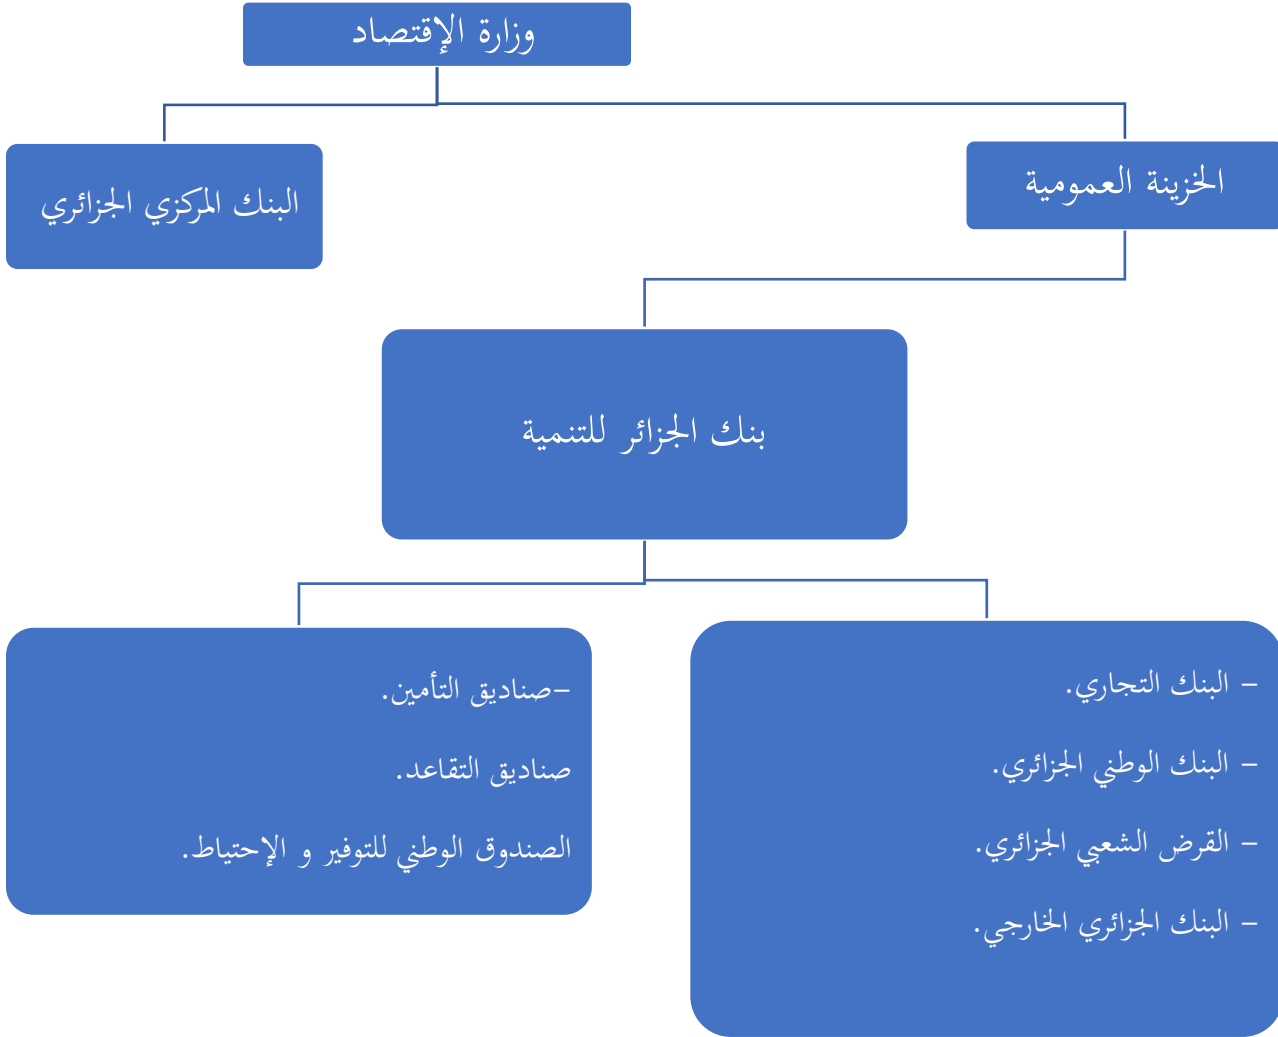 وزارة الإقتصاد
الخزينة العمومية
البنك المركزي الجزائري
بنك الجزائر للتنمية
- البنك التجاري.
- البنك الوطني الجزائري.
- القرض الشعبي الجزائري.
- البنك الجزائري الخارجي.
-صناديق التأمين.
صناديق التقاعد.
الصندوق الوطني للتوفير و الإحتياط.